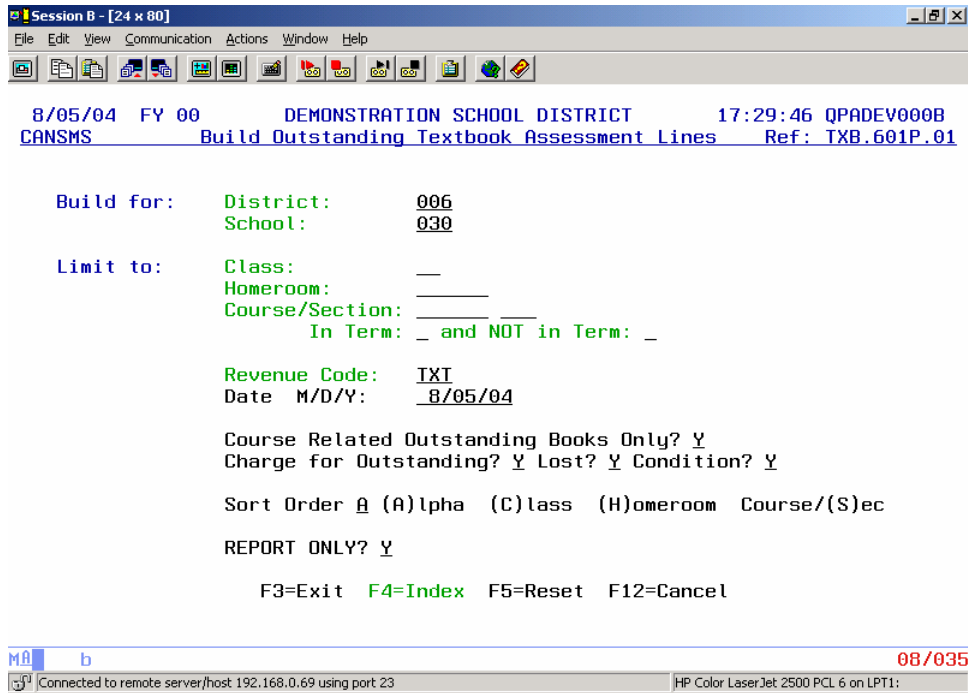 Session B - [24 x 80]
File Edit View Communication Actions Window Help
8/05/04 FY 00 DEMONSTRATION SCHOOL DISTRICT 17:29:46 QPADEV000B
CANSMS Build Outstanding Textbook Assessment Lines Ref: TXB.601P.01
Build for: District: 006
School: 030
Limit to: Class: __
Homeroom: ______
Course/Section: ______ ___
In Term: _ and NOT in Term: _
Revenue Code: TXT
Date M/D/Y: 8/05/04
Course Related Outstanding Books Only? Y
Charge for Outstanding? Y Lost? Y Condition? Y
Sort Order A (A)lpha (C)lass (H)omeroom Course/(S)ec
REPORT ONLY? Y
F3=Exit F4=Index F5=Reset F12=Cancel
MA b 08/035
Connected to remote server/host 192.168.0.69 using port 23 HP Color LaserJet 2500 PCL 6 on LPT1: